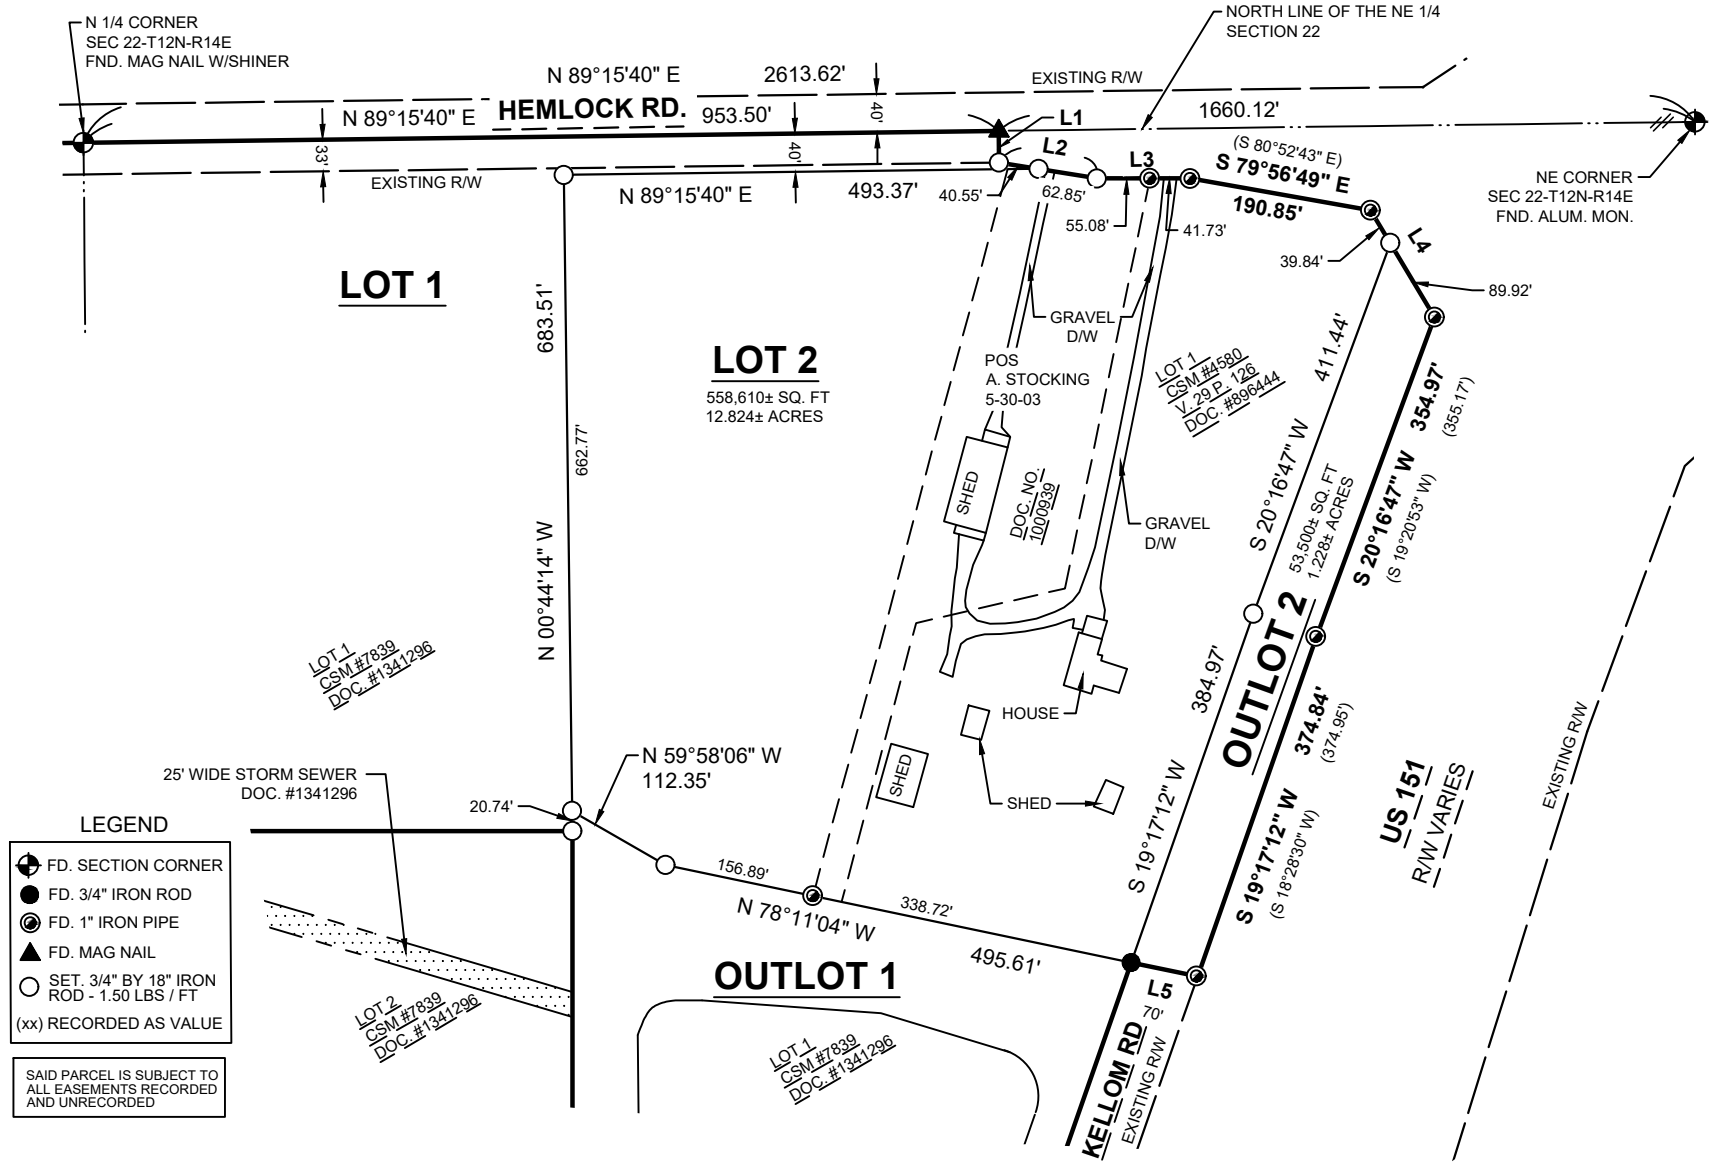 N 1/4 CORNER
SEC 22-T12N-R14E
FND. MAG NAIL W/SHINER
NORTH LINE OF THE NE 1/4
SECTION 22
N 89°15'40" E 2613.62'
EXISTING R/W
N 89°15'40" E HEMLOCK RD. 953.50'
40'
L1
1660.12'
33'
40'
EXISTING R/W
N 89°15'40" E
493.37'
40.55'
L2
62.85'
L3
55.08'
41.73'
(S 80°52'43" E)
S 79°56'49" E
190.85'
NE CORNER
SEC 22-T12N-R14E
FND. ALUM. MON.
L4
39.84'
89.92'
LOT 1
683.51'
662.77'
N 00°44'14" W
LOT 2
558,610± SQ. FT
12.824± ACRES
GRAVEL
D/W
POS
A. STOCKING
5-30-03
LOT 1
CSM #4580
V. 29 P. 126
DOC. #896444
411.44'
S 20°16'47" W
354.97'
(355.17')
S 20°16'47" W
(S 19°20'53" W)
SHED
DOC. NO.
1000939
GRAVEL
D/W
53,500± SQ. FT
1.228± ACRES
OUTLOT 2
384.97'
S 19°17'12" W
374.84'
(374.95')
S 19°17'12" W
(S 18°28'30" W)
US 151
R/W VARIES
EXISTING R/W
LOT 1
CSM #7839
DOC. #1341296
HOUSE
SHED
SHED
N 59°58'06" W
112.35'
25' WIDE STORM SEWER
DOC. #1341296
20.74'
156.89'
N 78°11'04" W
338.72'
495.61'
OUTLOT 1
L5
70'
KELLOM RD
EXISTING R/W
LOT 2
CSM #7839
DOC. #1341296
LOT 1
CSM #7839
DOC. #1341296
LEGEND
FD. SECTION CORNER
FD. 3/4" IRON ROD
FD. 1" IRON PIPE
FD. MAG NAIL
SET. 3/4" BY 18" IRON
ROD - 1.50 LBS / FT
(xx) RECORDED AS VALUE
SAID PARCEL IS SUBJECT TO
ALL EASEMENTS RECORDED
AND UNRECORDED